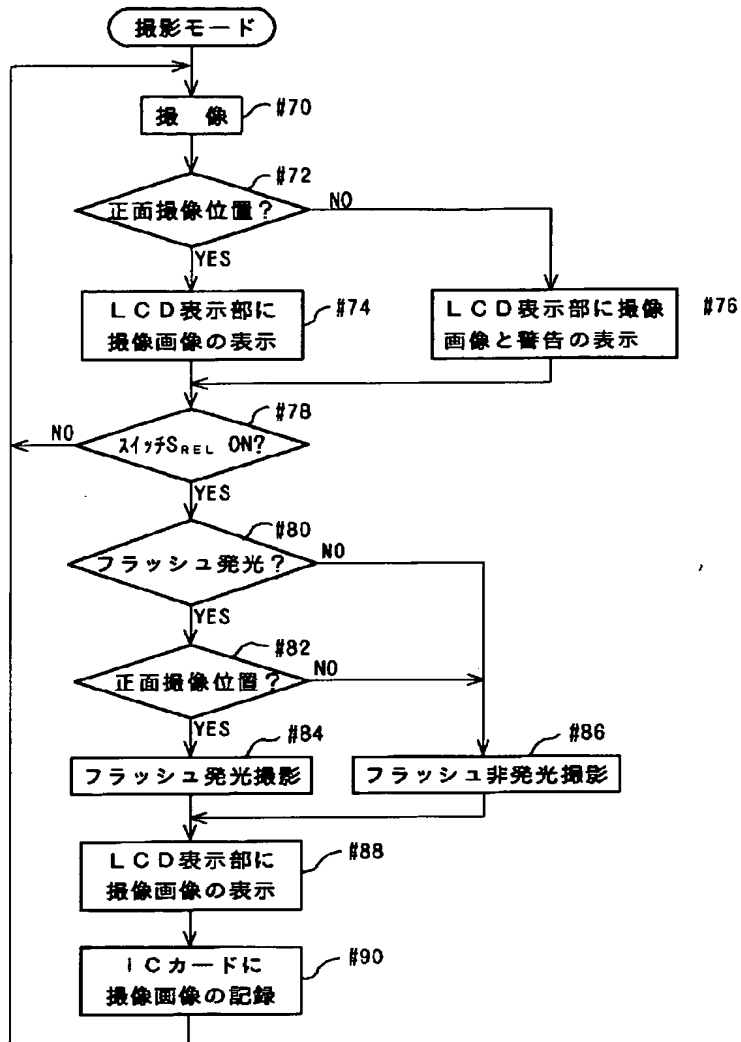 撮影モード
撮 像
#70
#72
正面撮像位置?
NO
YES
LCD表示部に
撮像画像の表示
#74
LCD表示部に撮像
画像と警告の表示
#76
#78
NO
スイッチSREL ON?
YES
#80
フラッシュ発光?
NO
YES
#82
正面撮像位置?
NO
YES
#84
フラッシュ発光撮影
#86
フラッシュ非発光撮影
LCD表示部に
撮像画像の表示
#88
ICカードに
撮像画像の記録
#90